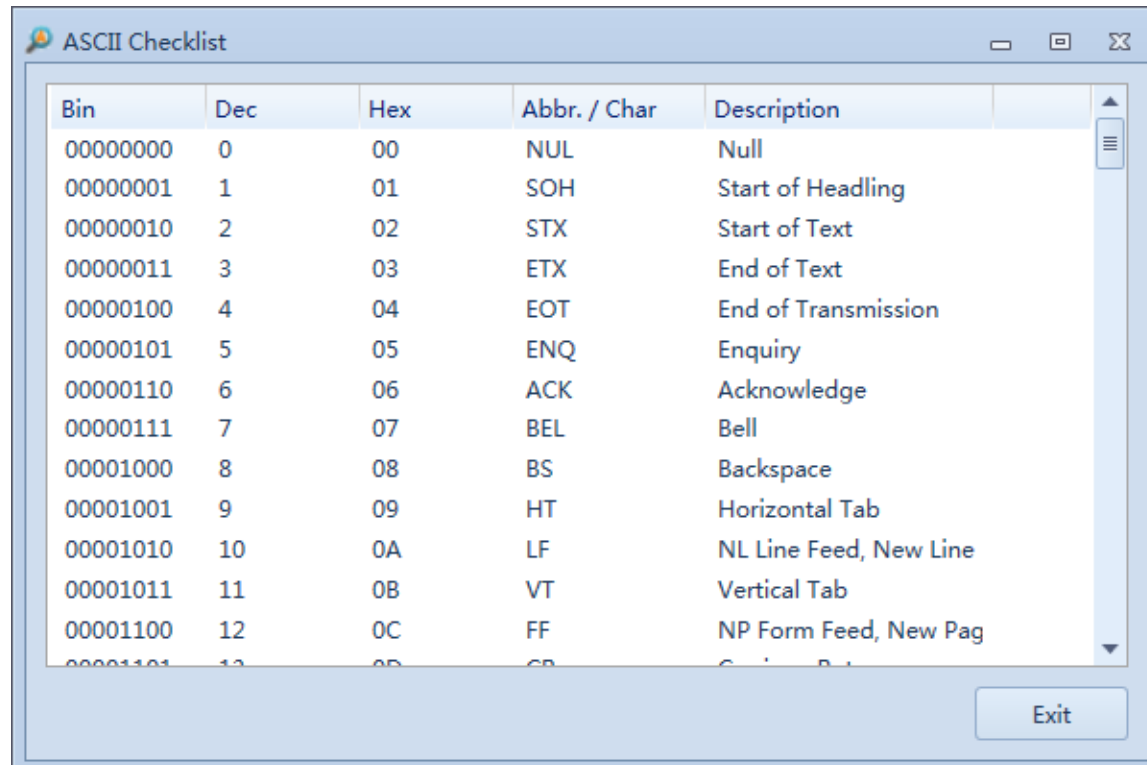 ASCII Checklist
Bin Dec Hex Abbr. / Char Description
00000000 0 00 NUL Null
00000001 1 01 SOH Start of Headling
00000010 2 02 STX Start of Text
00000011 3 03 ETX End of Text
00000100 4 04 EOT End of Transmission
00000101 5 05 ENQ Enquiry
00000110 6 06 ACK Acknowledge
00000111 7 07 BEL Bell
00001000 8 08 BS Backspace
00001001 9 09 HT Horizontal Tab
00001010 10 0A LF NL Line Feed, New Line
00001011 11 0B VT Vertical Tab
00001100 12 0C FF NP Form Feed, New Pag
Exit